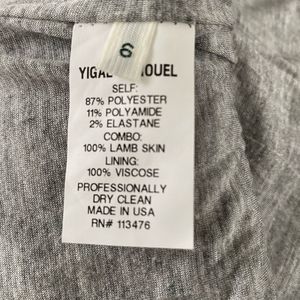 6
YIGAL OUEL
SELF:
87% POLYESTER
11% POLYAMIDE
2% ELASTANE
COMBO:
100% LAMB SKIN
LINING:
100% VISCOSE
PROFESSIONALLY
DRY CLEAN
MADE IN USA
RN# 113476